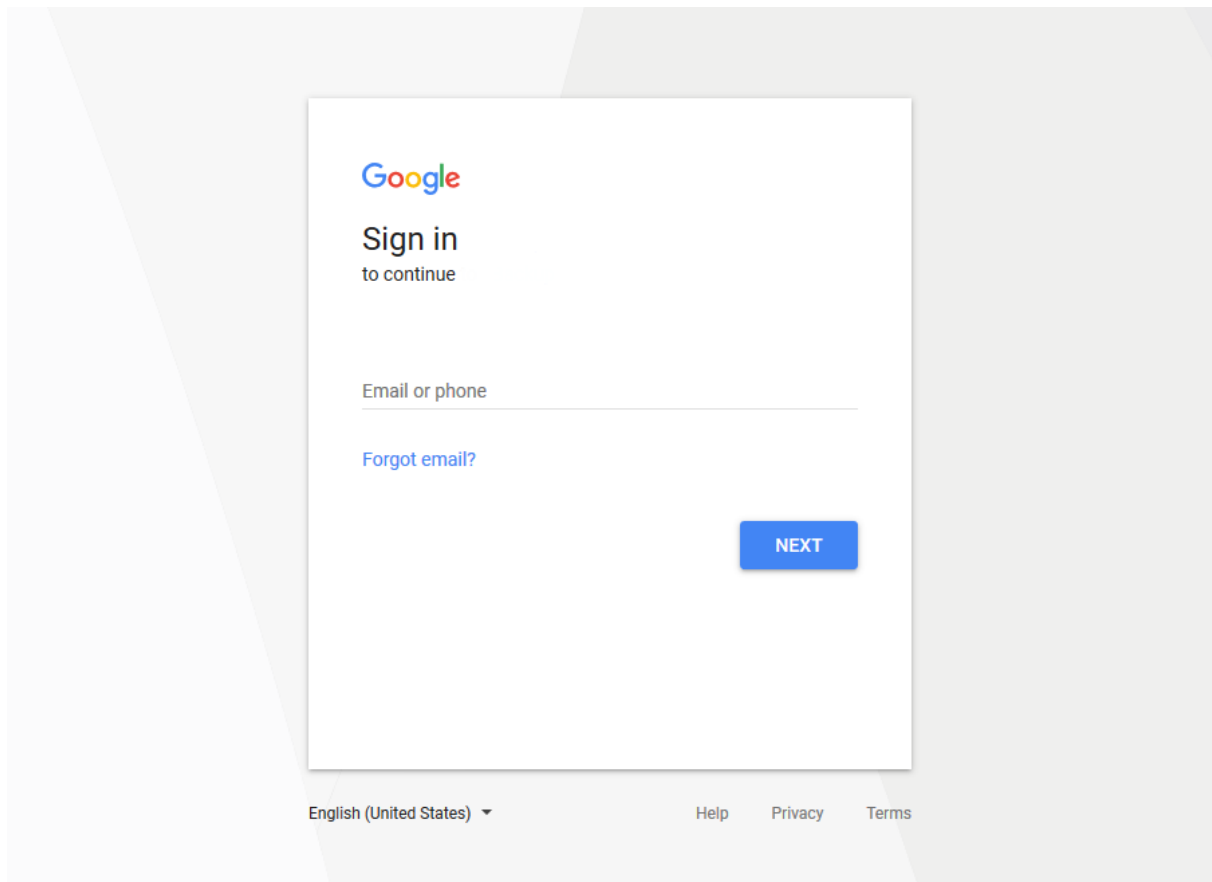 Google
Sign in
to continue
Email or phone
Forgot email?
NEXT
English (United States)
Help Privacy Terms